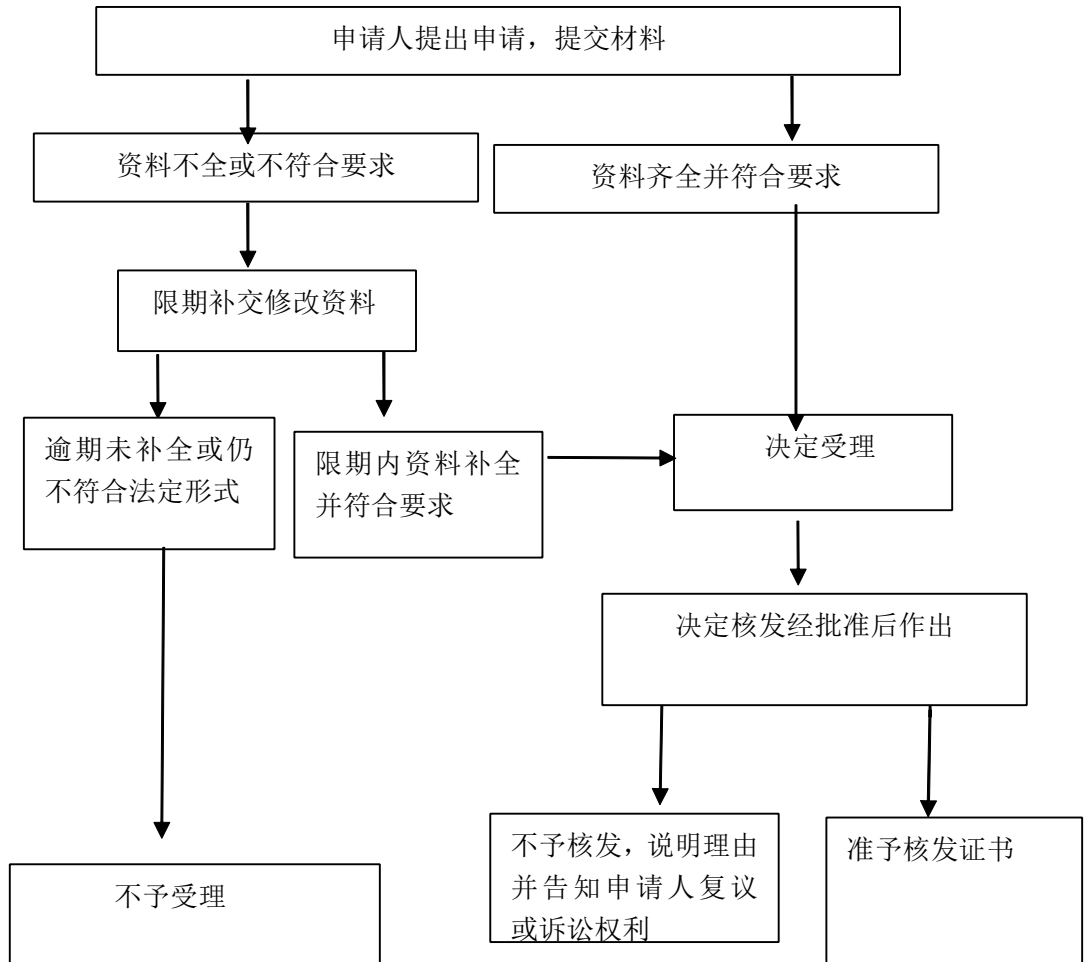 申请人提出申请，提交材料
资料不全或不符合要求
资料齐全并符合要求
限期补交修改资料
逾期未补全或仍
不符合法定形式
限期内资料补全
并符合要求
决定受理
决定核发经批准后作出
不予核发，说明理由
并告知申请人复议
或诉讼权利
准予核发证书
不予受理